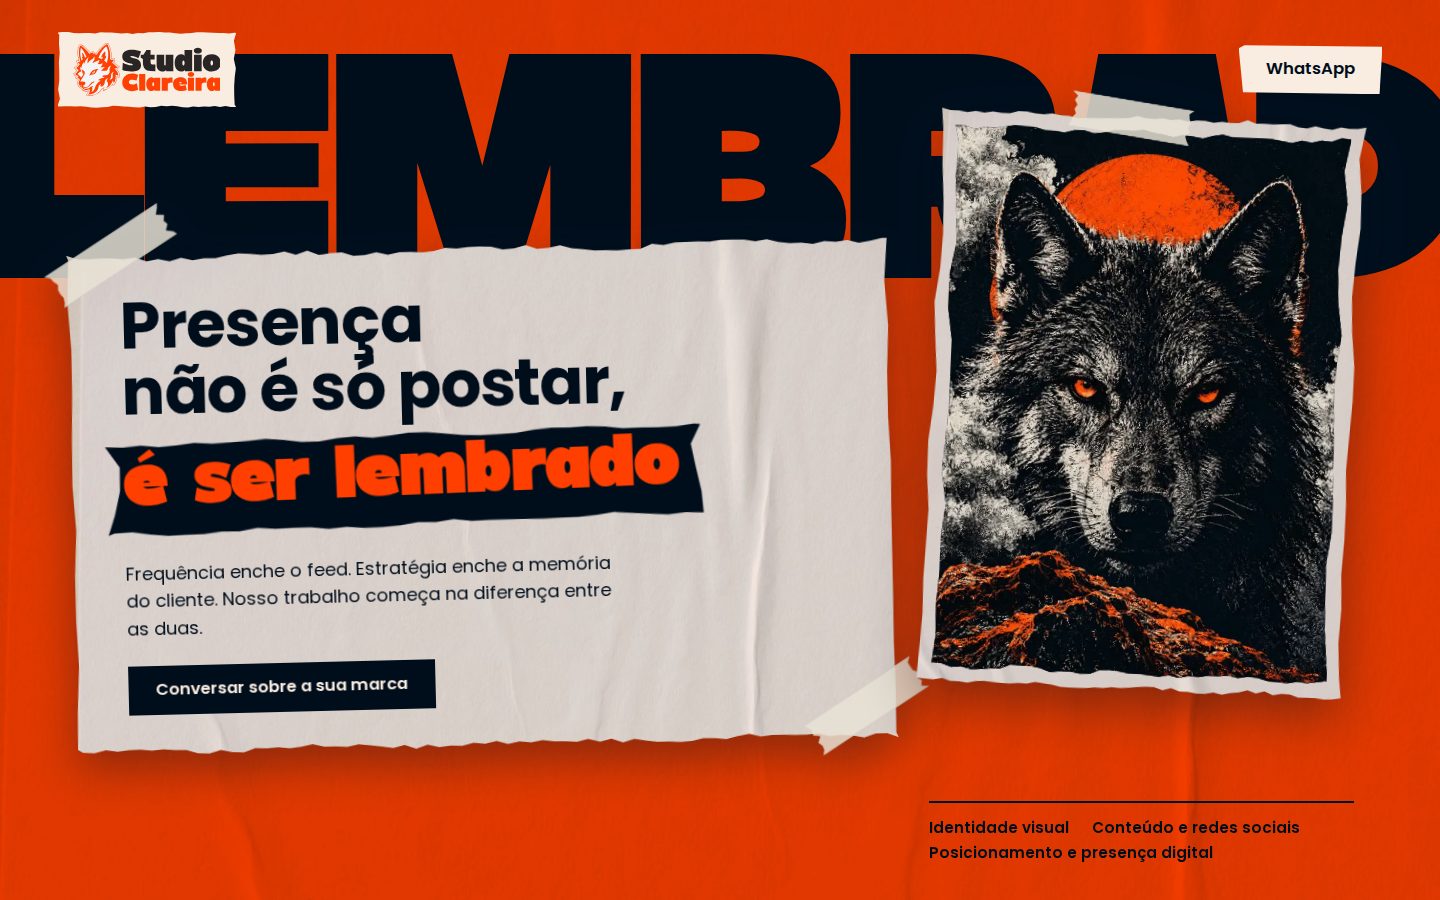 Studio
Clareira
WhatsApp
LEMBRAD
Presença
não é só postar,
é ser lembrado
Frequência enche o feed. Estratégia enche a memória
do cliente. Nosso trabalho começa na diferença entre
as duas.
Conversar sobre a sua marca
Identidade visual Conteúdo e redes sociais
Posicionamento e presença digital